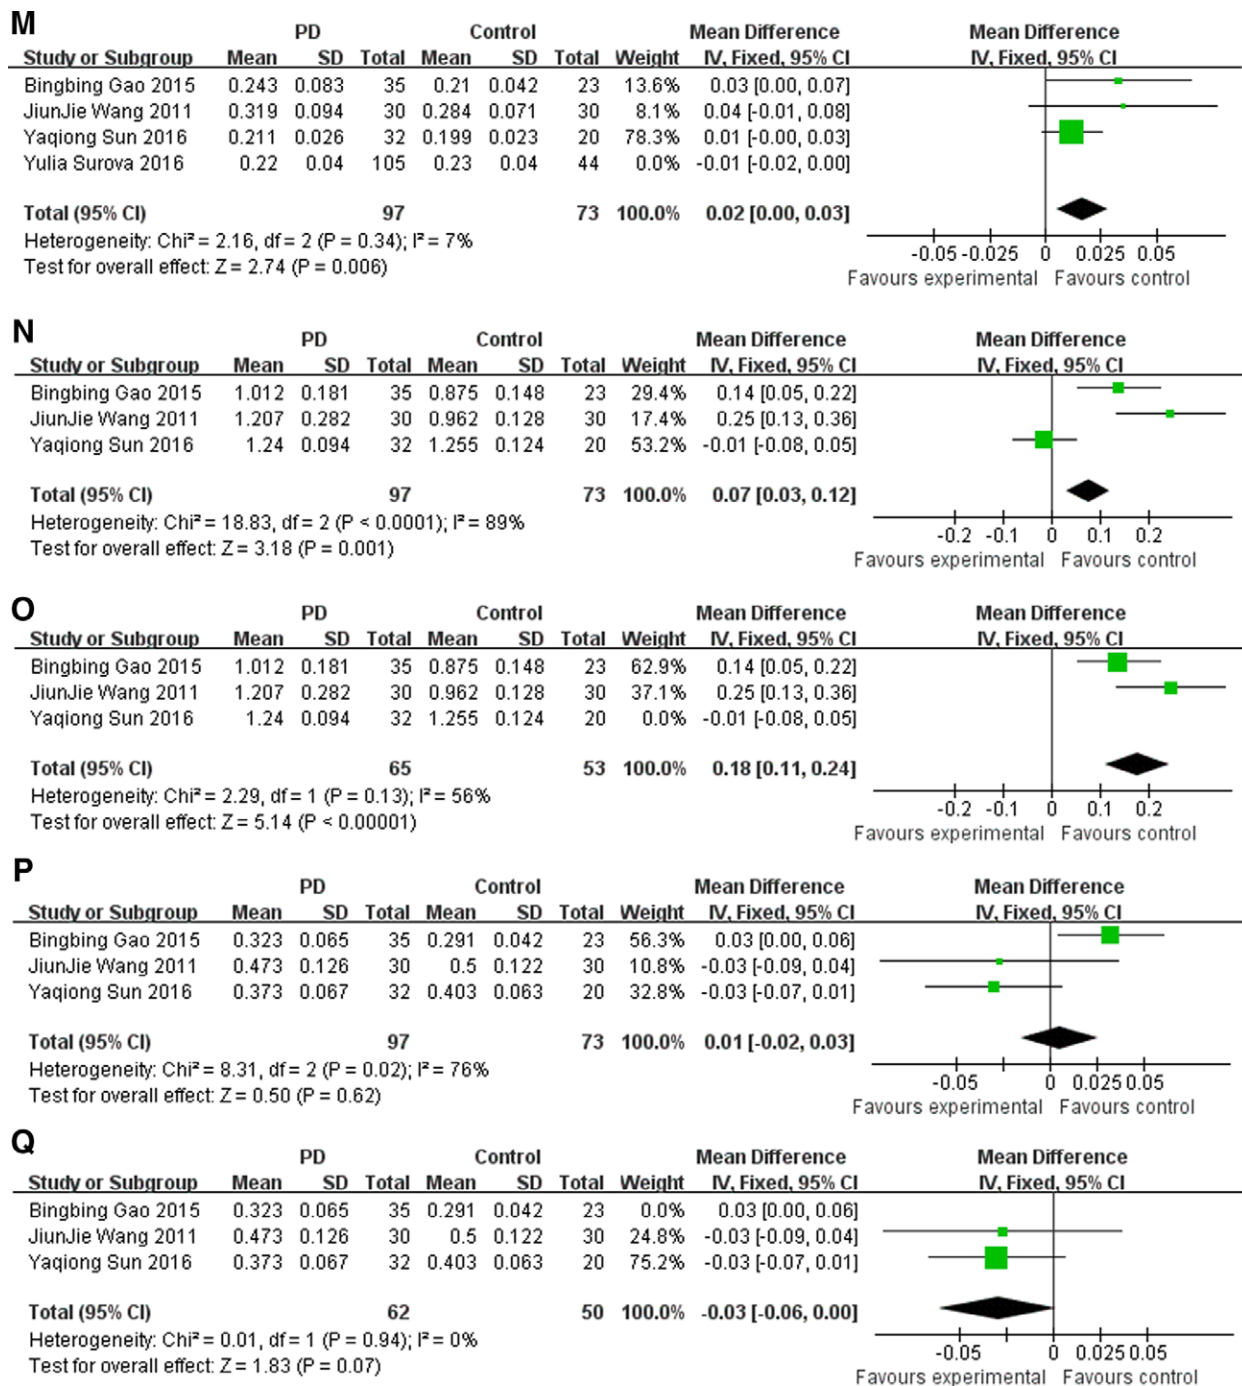 M
PD Control Mean Difference Mean Difference
Study or Subgroup Mean SD Total Mean SD Total Weight IV, Fixed, 95% CI IV, Fixed, 95% CI
Bingbing Gao 2015 0.243 0.083 35 0.21 0.042 23 13.6% 0.03 [0.00, 0.07]
JiunJie Wang 2011 0.319 0.094 30 0.284 0.071 30 8.1% 0.04 [-0.01, 0.08]
Yaqiong Sun 2016 0.211 0.026 32 0.199 0.023 20 78.3% 0.01 [-0.00, 0.03]
Yulia Surova 2016 0.22 0.04 105 0.23 0.04 44 0.0% -0.01 [-0.02, 0.00]
Total (95% CI) 97 73 100.0% 0.02 [0.00, 0.03]
Heterogeneity: Chi² = 2.16, df = 2 (P = 0.34); I² = 7%
Test for overall effect: Z = 2.74 (P = 0.006)
-0.05 -0.025 0 0.025 0.05
Favours experimental Favours control
N
PD Control Mean Difference Mean Difference
Study or Subgroup Mean SD Total Mean SD Total Weight IV, Fixed, 95% CI IV, Fixed, 95% CI
Bingbing Gao 2015 1.012 0.181 35 0.875 0.148 23 29.4% 0.14 [0.05, 0.22]
JiunJie Wang 2011 1.207 0.282 30 0.962 0.128 30 17.4% 0.25 [0.13, 0.36]
Yaqiong Sun 2016 1.24 0.094 32 1.255 0.124 20 53.2% -0.01 [-0.08, 0.05]
Total (95% CI) 97 73 100.0% 0.07 [0.03, 0.12]
Heterogeneity: Chi² = 18.83, df = 2 (P < 0.0001); I² = 89%
Test for overall effect: Z = 3.18 (P = 0.001)
-0.2 -0.1 0 0.1 0.2
Favours experimental Favours control
O
PD Control Mean Difference Mean Difference
Study or Subgroup Mean SD Total Mean SD Total Weight IV, Fixed, 95% CI IV, Fixed, 95% CI
Bingbing Gao 2015 1.012 0.181 35 0.875 0.148 23 62.9% 0.14 [0.05, 0.22]
JiunJie Wang 2011 1.207 0.282 30 0.962 0.128 30 37.1% 0.25 [0.13, 0.36]
Yaqiong Sun 2016 1.24 0.094 32 1.255 0.124 20 0.0% -0.01 [-0.08, 0.05]
Total (95% CI) 65 53 100.0% 0.18 [0.11, 0.24]
Heterogeneity: Chi² = 2.29, df = 1 (P = 0.13); I² = 56%
Test for overall effect: Z = 5.14 (P < 0.00001)
-0.2 -0.1 0 0.1 0.2
Favours experimental Favours control
P
PD Control Mean Difference Mean Difference
Study or Subgroup Mean SD Total Mean SD Total Weight IV, Fixed, 95% CI IV, Fixed, 95% CI
Bingbing Gao 2015 0.323 0.065 35 0.291 0.042 23 56.3% 0.03 [0.00, 0.06]
JiunJie Wang 2011 0.473 0.126 30 0.5 0.122 30 10.8% -0.03 [-0.09, 0.04]
Yaqiong Sun 2016 0.373 0.067 32 0.403 0.063 20 32.8% -0.03 [-0.07, 0.01]
Total (95% CI) 97 73 100.0% 0.01 [-0.02, 0.03]
Heterogeneity: Chi² = 8.31, df = 2 (P = 0.02); I² = 76%
Test for overall effect: Z = 0.50 (P = 0.62)
-0.05 0 0.025 0.05
Favours experimental Favours control
Q
PD Control Mean Difference Mean Difference
Study or Subgroup Mean SD Total Mean SD Total Weight IV, Fixed, 95% CI IV, Fixed, 95% CI
Bingbing Gao 2015 0.323 0.065 35 0.291 0.042 23 0.0% 0.03 [0.00, 0.06]
JiunJie Wang 2011 0.473 0.126 30 0.5 0.122 30 24.8% -0.03 [-0.09, 0.04]
Yaqiong Sun 2016 0.373 0.067 32 0.403 0.063 20 75.2% -0.03 [-0.07, 0.01]
Total (95% CI) 62 50 100.0% -0.03 [-0.06, 0.00]
Heterogeneity: Chi² = 0.01, df = 1 (P = 0.94); I² = 0%
Test for overall effect: Z = 1.83 (P = 0.07)
-0.05 0 0.025 0.05
Favours experimental Favours control